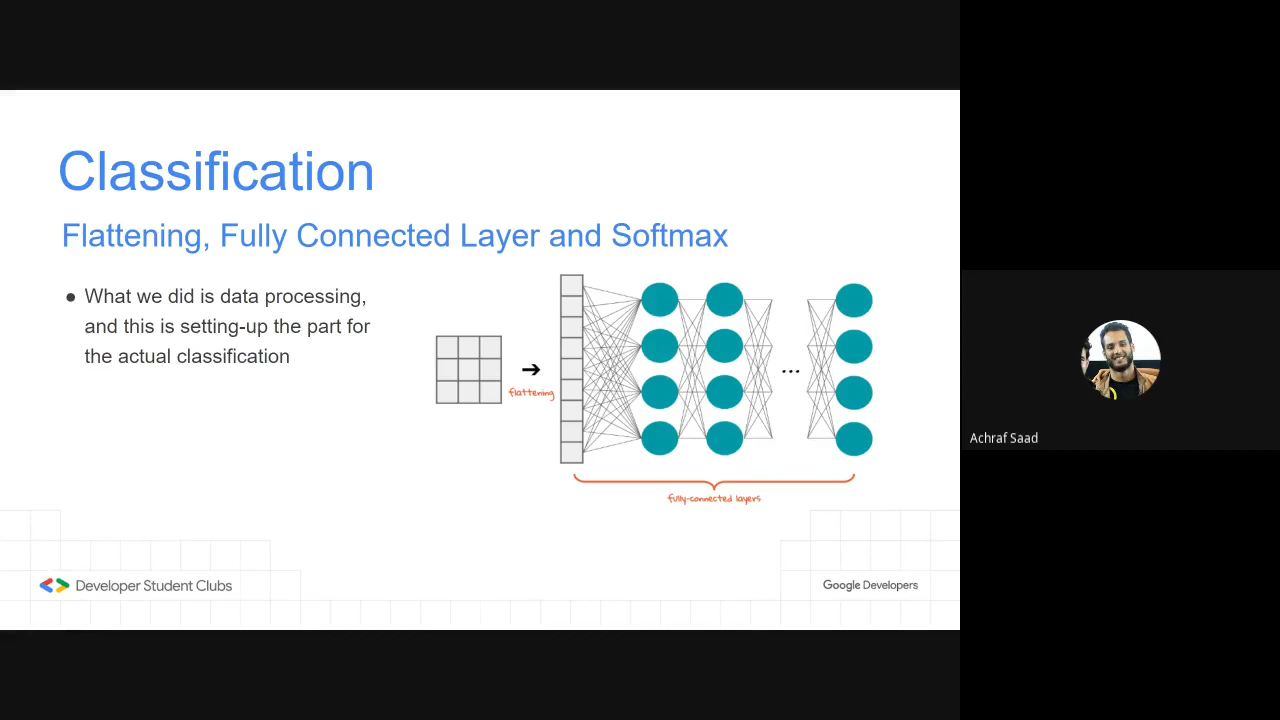 Classification
Flattening, Fully Connected Layer and Softmax
● What we did is data processing,
and this is setting-up the part for
the actual classification
➔
flattening
...
fully-connected layers
Developer Student Clubs
Google Developers
Achraf Saad